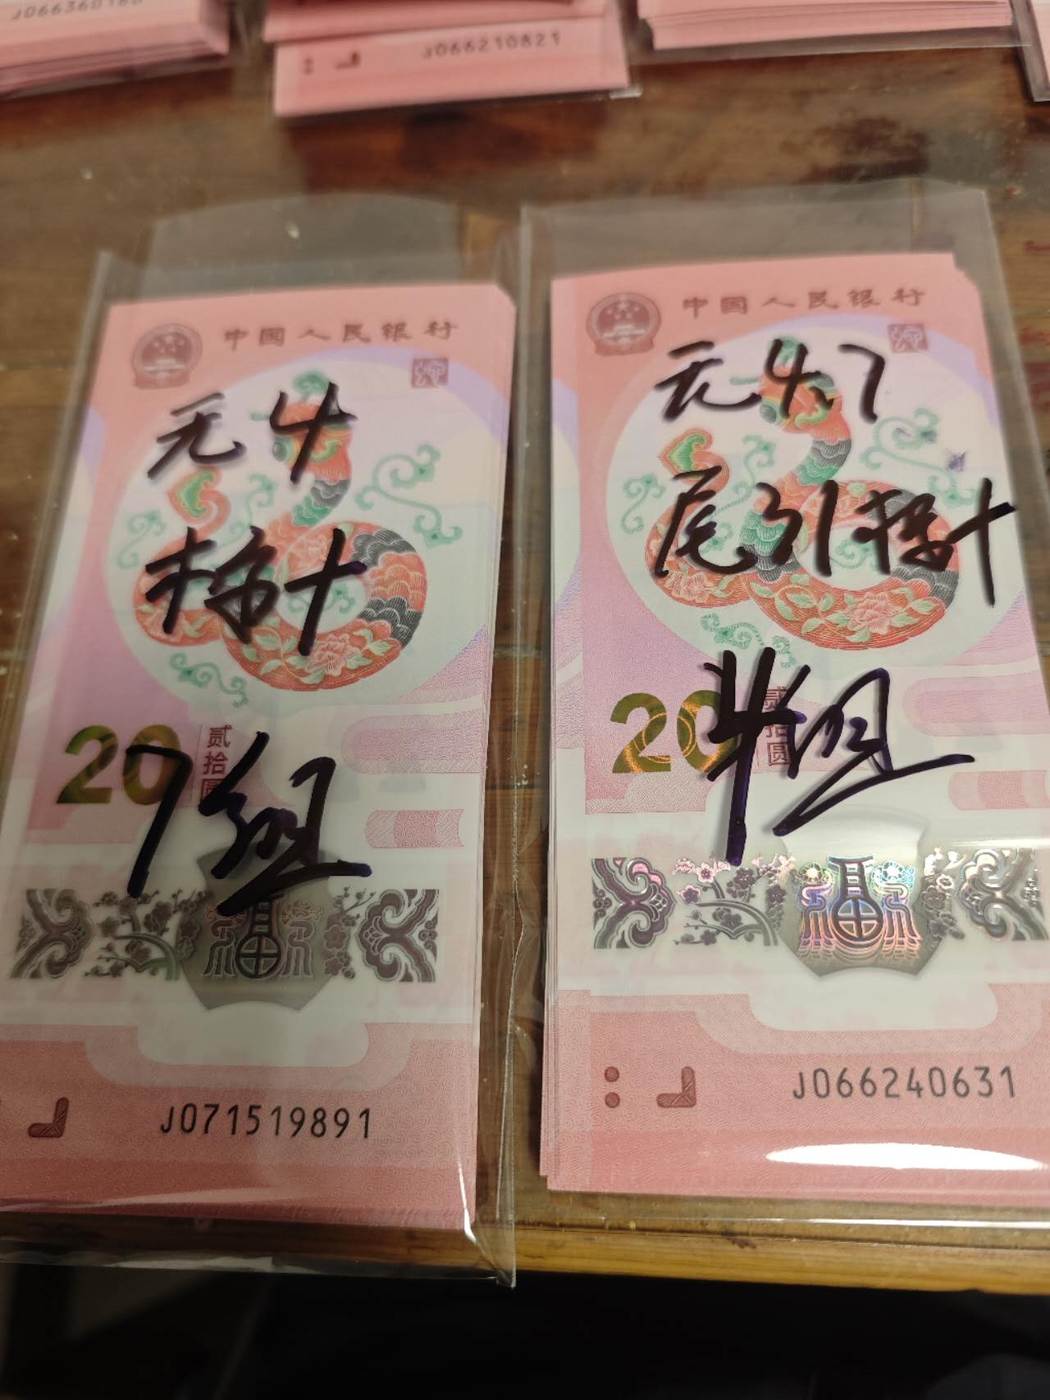 J066360180
J066210821
中国人民银行
无4
标十
20
贰拾圆
7组
福
J071519891
中国人民银行
无4.7
尾31标十
20
贰拾圆
4组
福
J066240631